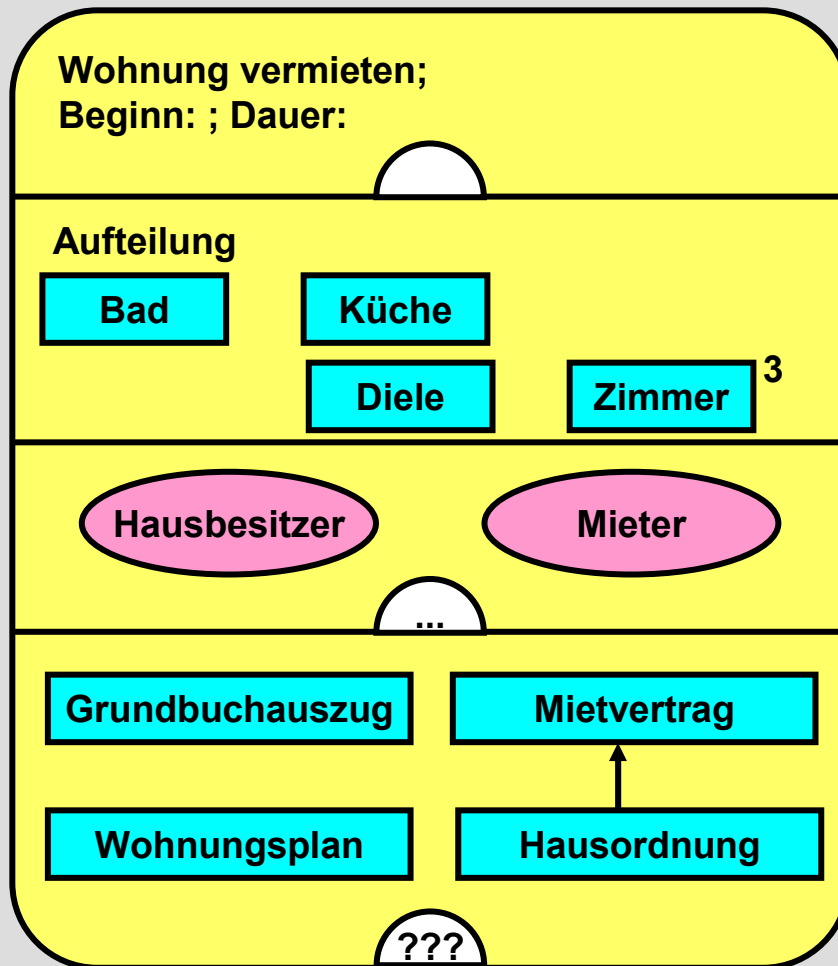 Wohnung vermieten;
Beginn: ; Dauer:
Aufteilung
Bad Küche
Diele Zimmer 3
Hausbesitzer Mieter
...
Grundbuchauszug Mietvertrag
Wohnungsplan Hausordnung
???